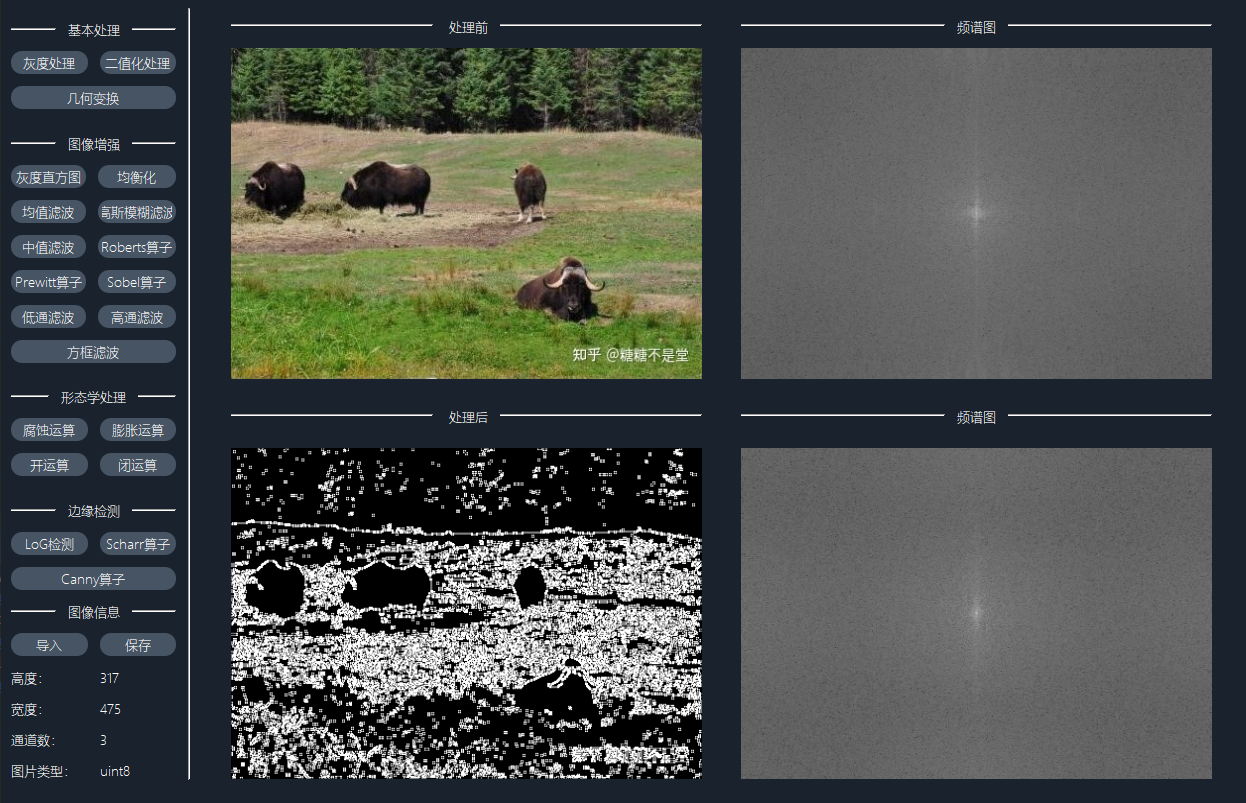 基本处理
灰度处理 二值化处理
几何变换
图像增强
灰度直方图 均衡化
均值滤波 高斯模糊滤波
中值滤波 Roberts算子
Prewitt算子 Sobel算子
低通滤波 高通滤波
方框滤波
形态学处理
腐蚀运算 膨胀运算
开运算 闭运算
边缘检测
LoG检测 Scharr算子
Canny算子
图像信息
导入 保存
高度： 317
宽度： 475
通道数： 3
图片类型： uint8
处理前
知乎 @糖糖不是堂
频谱图
处理后
频谱图